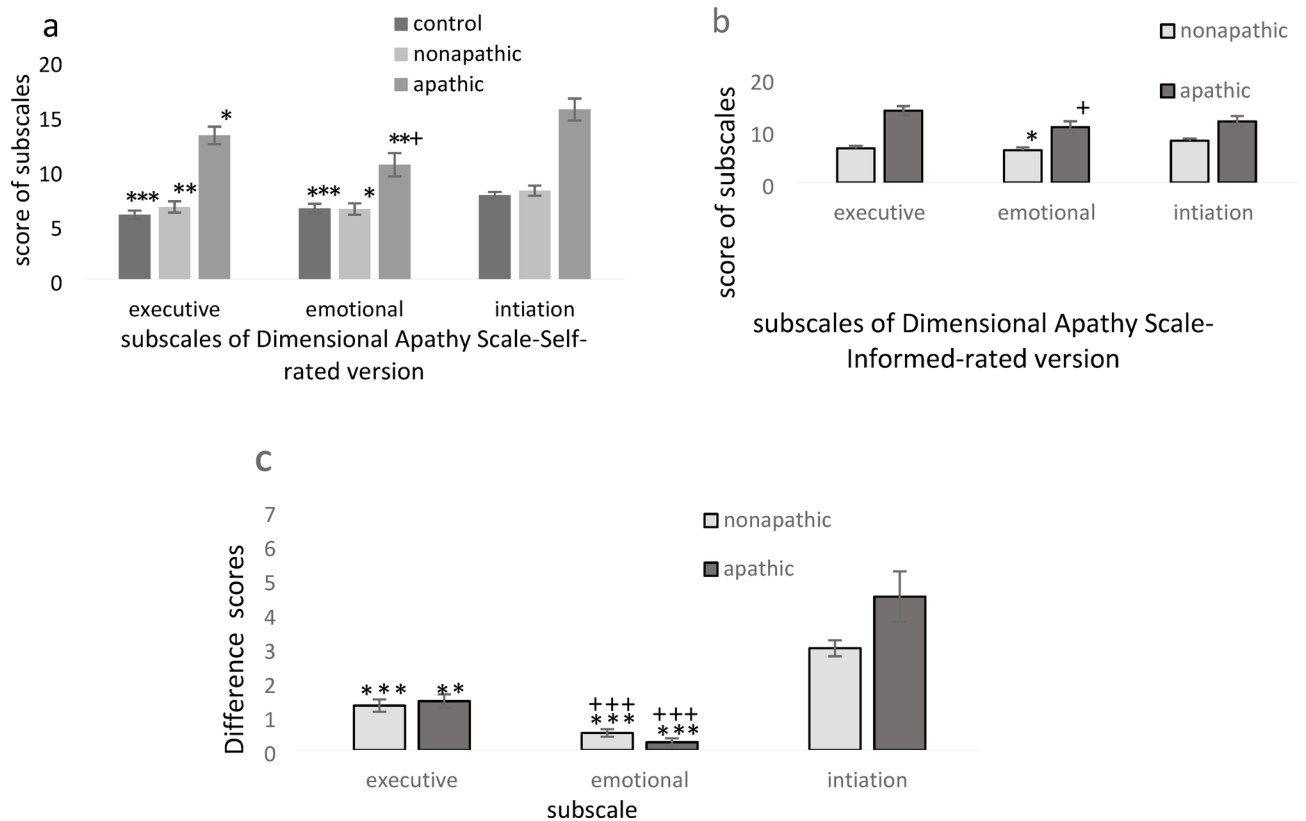 a
control
nonapathic
apathic
score of subscales
20
15
10
5
0
***
**
*
***
*
**+
executive
emotional
intiation
subscales of Dimensional Apathy Scale-Self-
rated version
b
nonapathic
apathic
score of subscales
20
10
0
*
+
executive
emotional
intiation
subscales of Dimensional Apathy Scale-
Informed-rated version
c
nonapathic
apathic
Difference scores
7
6
5
4
3
2
1
0
***
**
+++
***
+++
***
executive
emotional
intiation
subscale